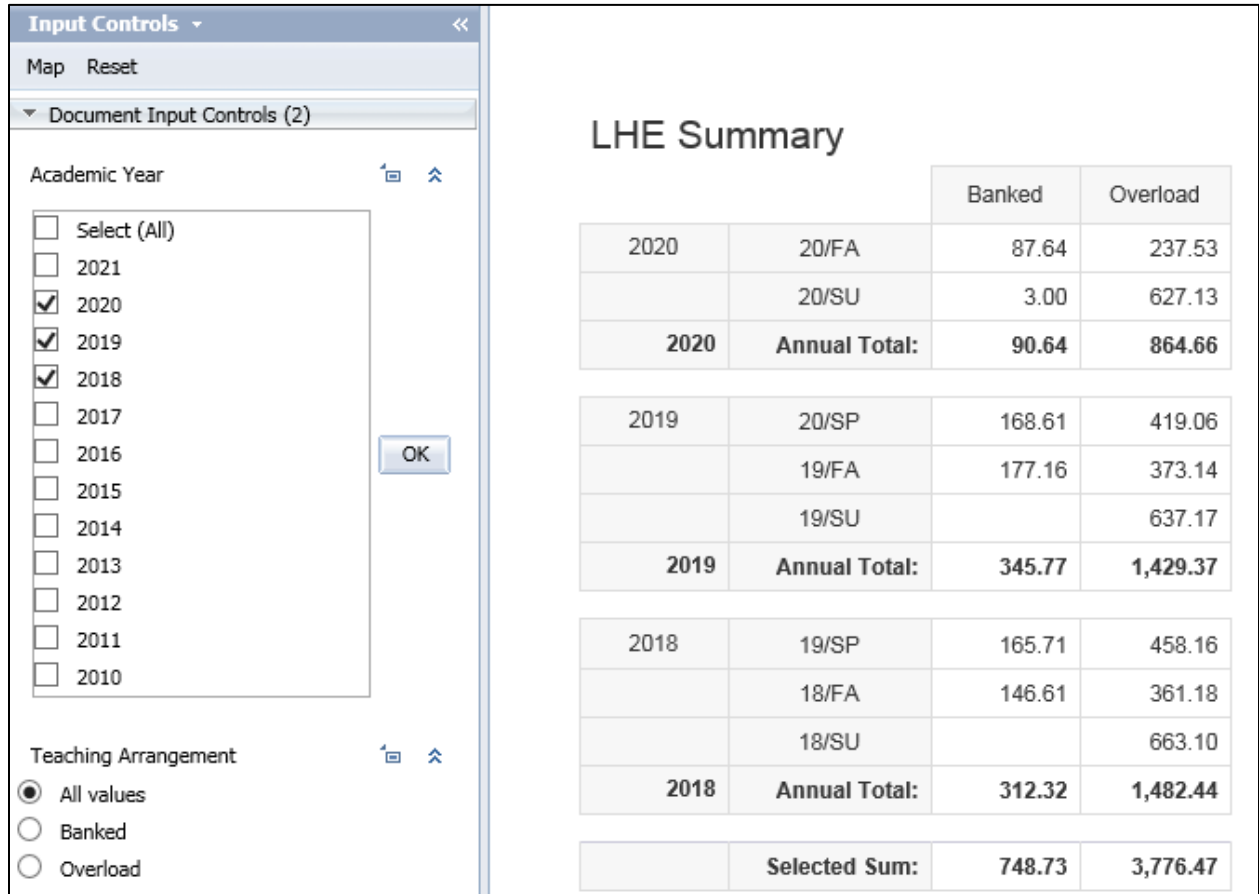 Input Controls
Map Reset
Document Input Controls (2)
Academic Year
Select (All)
2021
2020
2019
2018
2017
2016
2015
2014
2013
2012
2011
2010
OK
Teaching Arrangement
All values
Banked
Overload
LHE Summary
Banked Overload
2020 20/FA 87.64 237.53
20/SU 3.00 627.13
2020 Annual Total: 90.64 864.66
2019 20/SP 168.61 419.06
19/FA 177.16 373.14
19/SU 637.17
2019 Annual Total: 345.77 1,429.37
2018 19/SP 165.71 458.16
18/FA 146.61 361.18
18/SU 663.10
2018 Annual Total: 312.32 1,482.44
Selected Sum: 748.73 3,776.47